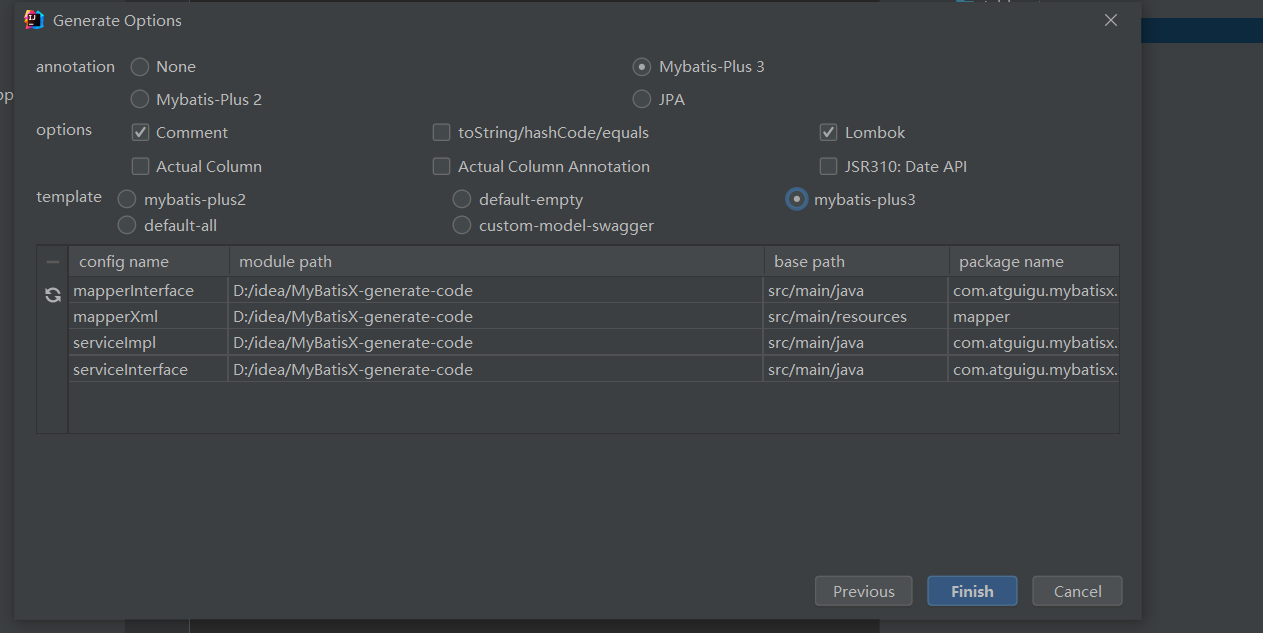 Generate Options
annotation None Mybatis-Plus 3
Mybatis-Plus 2 JPA
options Comment toString/hashCode/equals Lombok
Actual Column Actual Column Annotation JSR310: Date API
template mybatis-plus2 default-empty mybatis-plus3
default-all custom-model-swagger
config name module path base path package name
mapperInterface D:/idea/MyBatisX-generate-code src/main/java com.atguigu.mybatisx.
mapperXml D:/idea/MyBatisX-generate-code src/main/resources mapper
serviceImpl D:/idea/MyBatisX-generate-code src/main/java com.atguigu.mybatisx.
serviceInterface D:/idea/MyBatisX-generate-code src/main/java com.atguigu.mybatisx.
Previous Finish Cancel